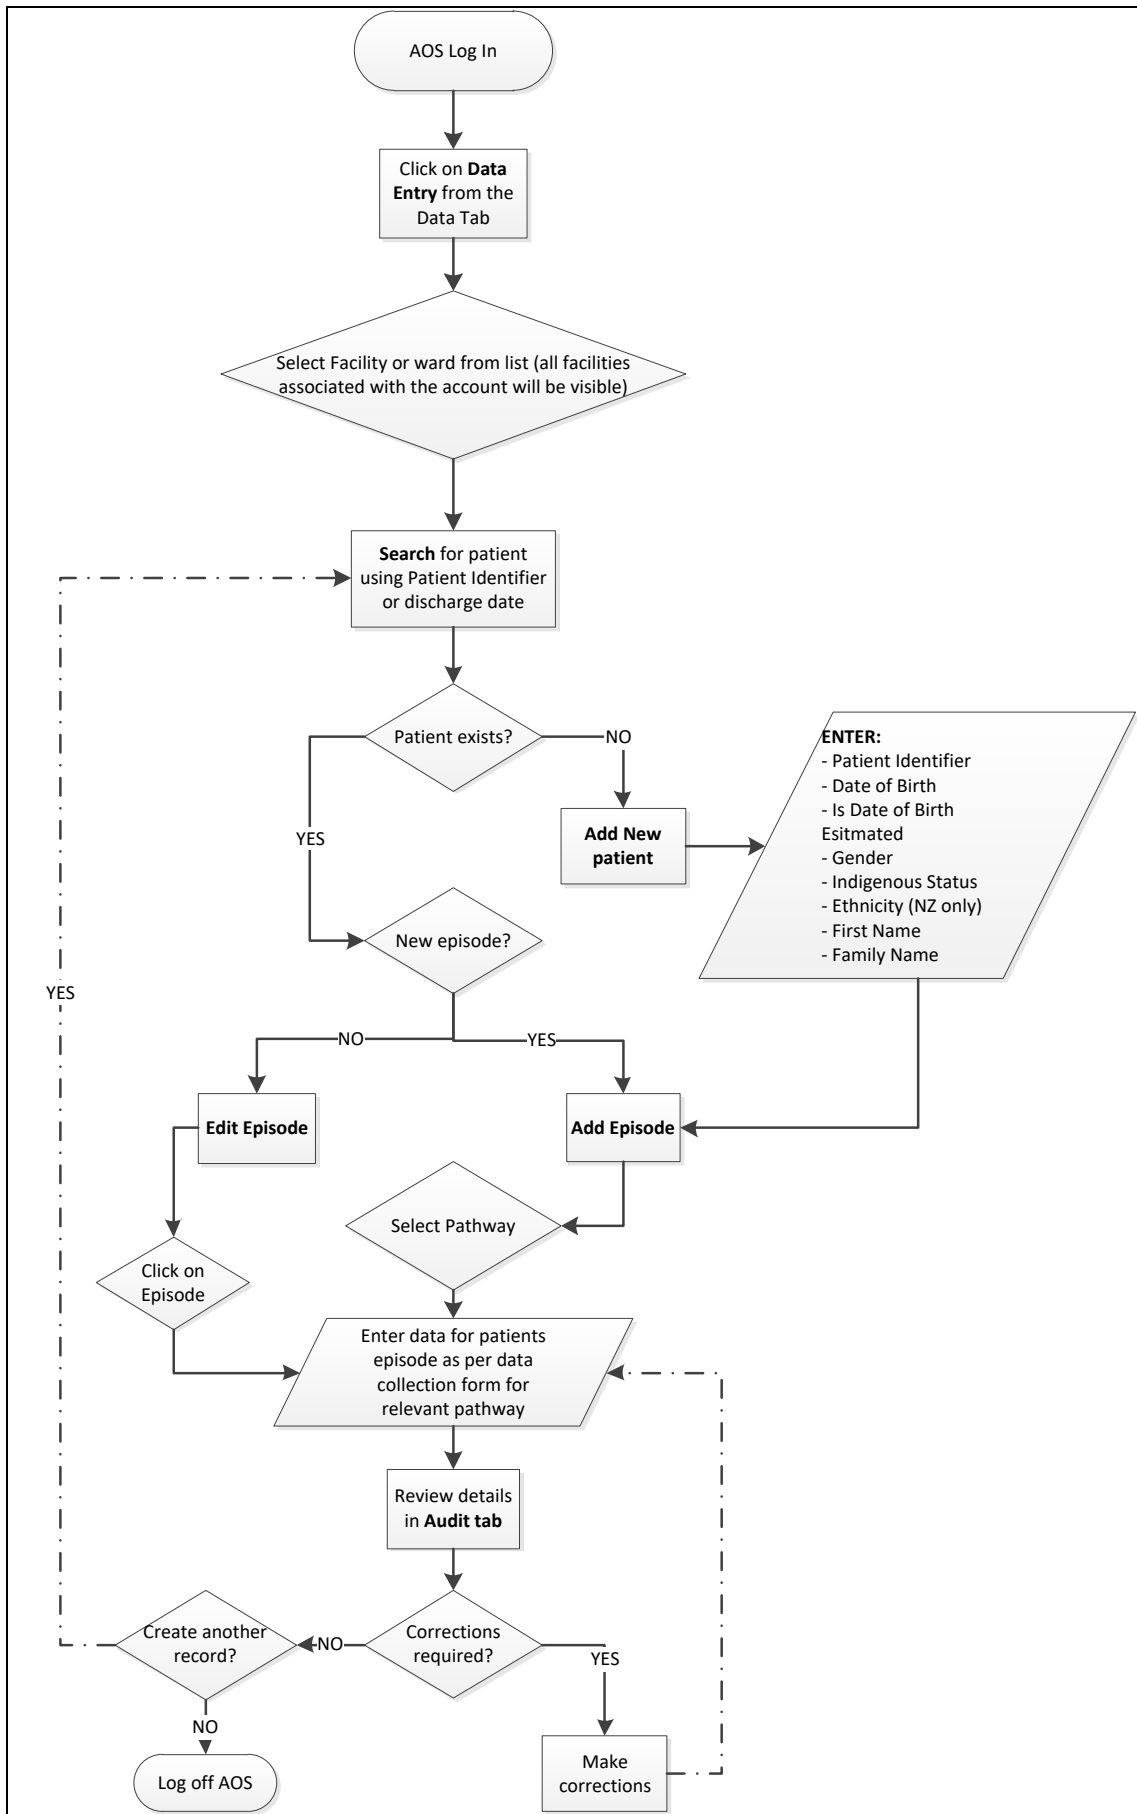 AOS Log In
Click on Data
Entry from the
Data Tab
Select Facility or ward from list (all facilities
associated with the account will be visible)
Search for patient
using Patient Identifier
or discharge date
Patient exists?
NO
YES
Add New
patient
ENTER:
- Patient Identifier
- Date of Birth
- Is Date of Birth
Esitmated
- Gender
- Indigenous Status
- Ethnicity (NZ only)
- First Name
- Family Name
New episode?
YES
NO
YES
Edit Episode
Add Episode
Select Pathway
Click on
Episode
Enter data for patients
episode as per data
collection form for
relevant pathway
Review details
in Audit tab
Corrections
required?
NO
YES
Create another
record?
NO
Make
corrections
Log off AOS